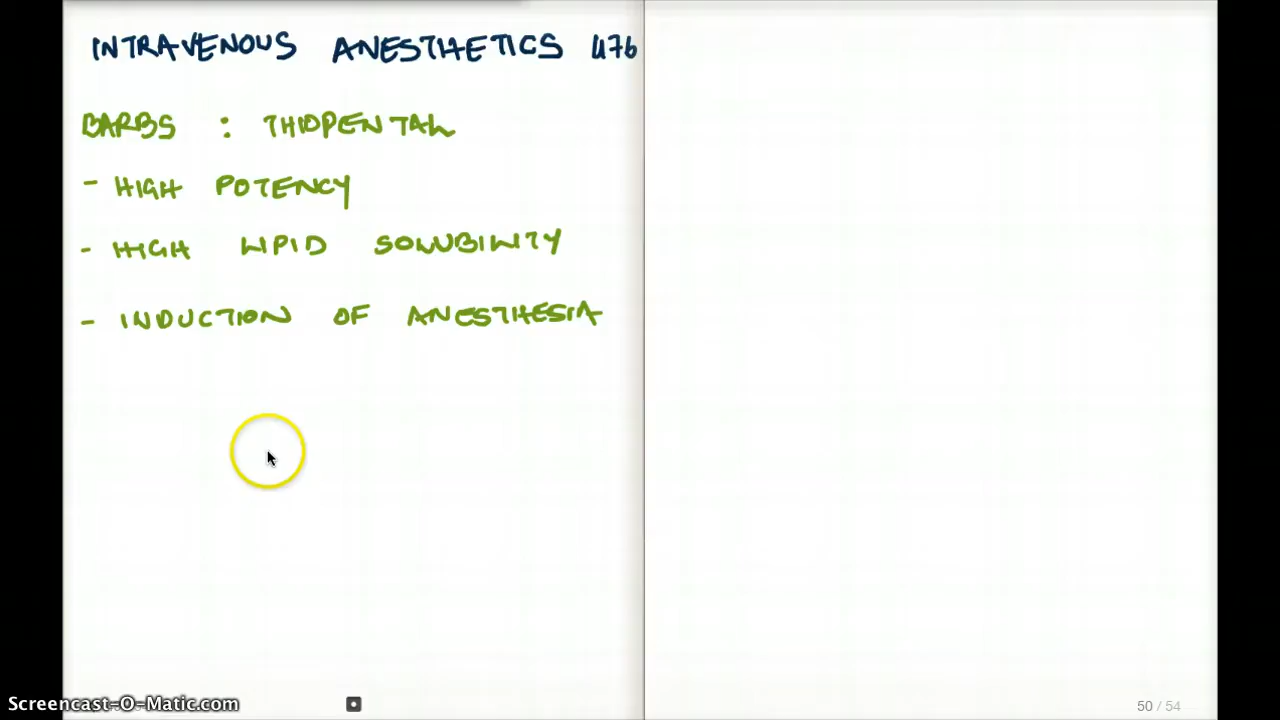 INTRAVENOUS ANESTHETICS 476
BARBS : THIOPENTAL
- HIGH POTENCY
- HIGH LIPID SOLUBILITY
- INDUCTION OF ANESTHESIA
Screencast-O-Matic.com
50 / 54